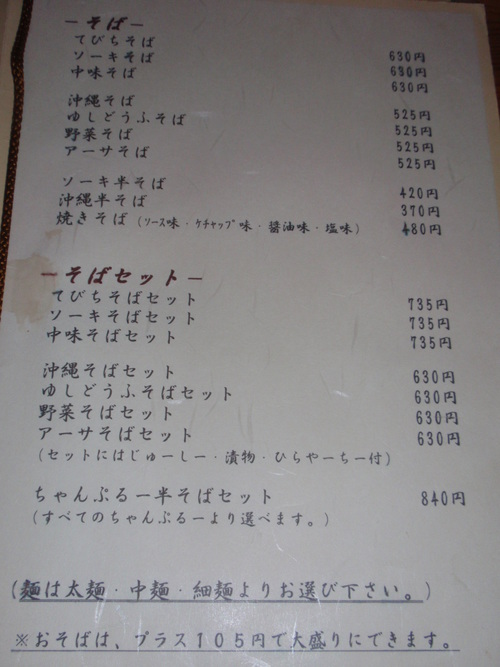 －そば－
てびちそば 630円
ソーキそば 630円
中味そば 630円
沖縄そば 525円
ゆしどうふそば 525円
野菜そば 525円
アーサそば 525円
ソーキ半そば 420円
沖縄半そば 370円
焼きそば（ソース味・ケチャップ味・醤油味・塩味） 480円
－そばセット－
てびちそばセット 735円
ソーキそばセット 735円
中味そばセット 735円
沖縄そばセット 630円
ゆしどうふそばセット 630円
野菜そばセット 630円
アーサそばセット 630円
（セットにはじゅーしー・漬物・ひらやーちー付）
ちゃんぷるー半そばセット 840円
（すべてのちゃんぷるーより選べます。）
（麺は太麺・中麺・細麺よりお選び下さい。）
※おそばは、プラス１０５円で大盛りにできます。